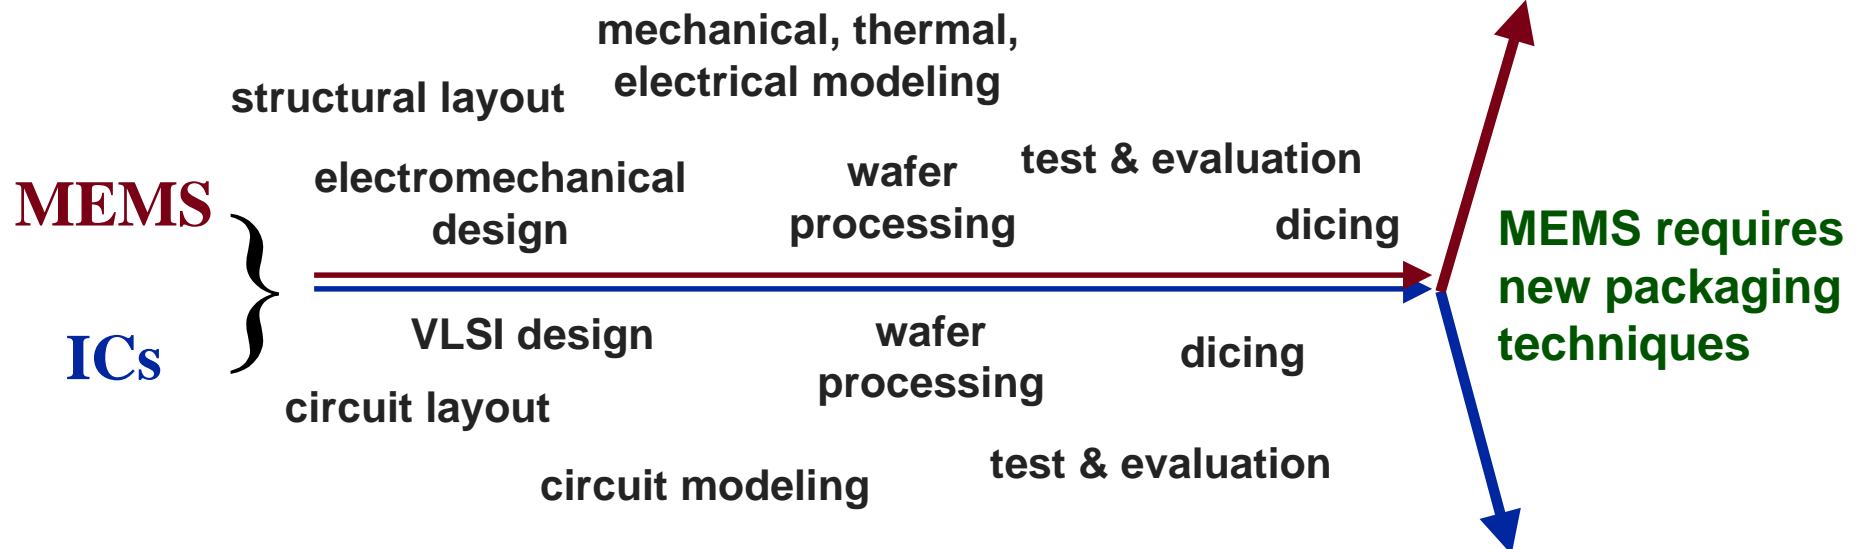 mechanical, thermal,
electrical modeling
structural layout
test & evaluation
electromechanical
design
wafer
processing
dicing
MEMS
MEMS requires
new packaging
techniques
ICs
VLSI design
wafer
processing
dicing
circuit layout
test & evaluation
circuit modeling